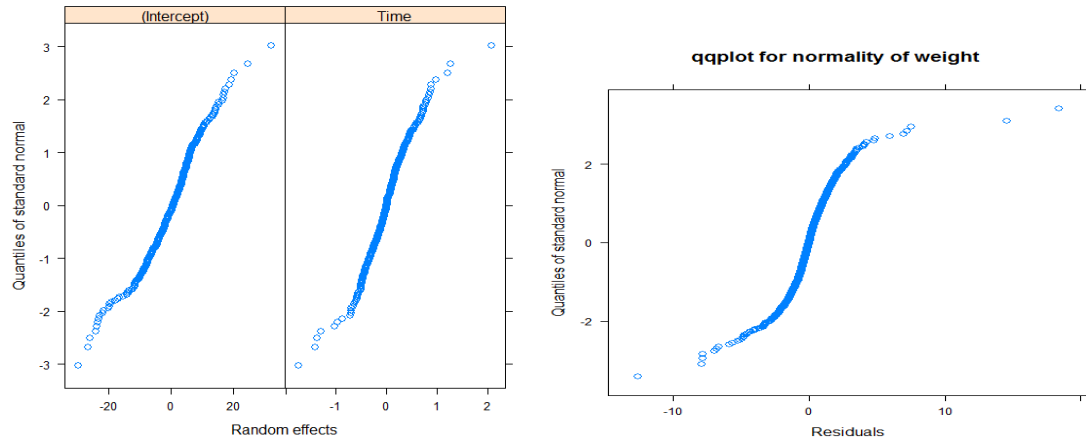 (Intercept) Time
3
2
1
0
-1
-2
-3
Quantiles of standard normal
-20 0 20 -1 0 1 2
Random effects
qqplot for normality of weight
2
0
-2
Quantiles of standard normal
-10 0 10
Residuals